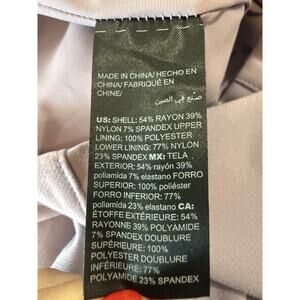 MADE IN CHINA/ HECHO EN
CHINA/ FABRIQUÉ EN
CHINE/
صنع في الصين
US: SHELL: 54% RAYON 39%
NYLON 7% SPANDEX UPPER
LINING: 100% POLYESTER
LOWER LINING: 77% NYLON
23% SPANDEX MX: TELA
EXTERIOR: 54% rayón 39%
poliamida 7% elastano FORRO
SUPERIOR: 100% poliéster
FORRO INFERIOR: 77%
poliamida 23% elastano CA:
ÉTOFFE EXTÉRIEURE: 54%
RAYONNE 39% POLYAMIDE
7% SPANDEX DOUBLURE
SUPÉRIEURE: 100%
POLYESTER DOUBLURE
INFÉRIEURE: 77%
POLYAMIDE 23% SPANDEX